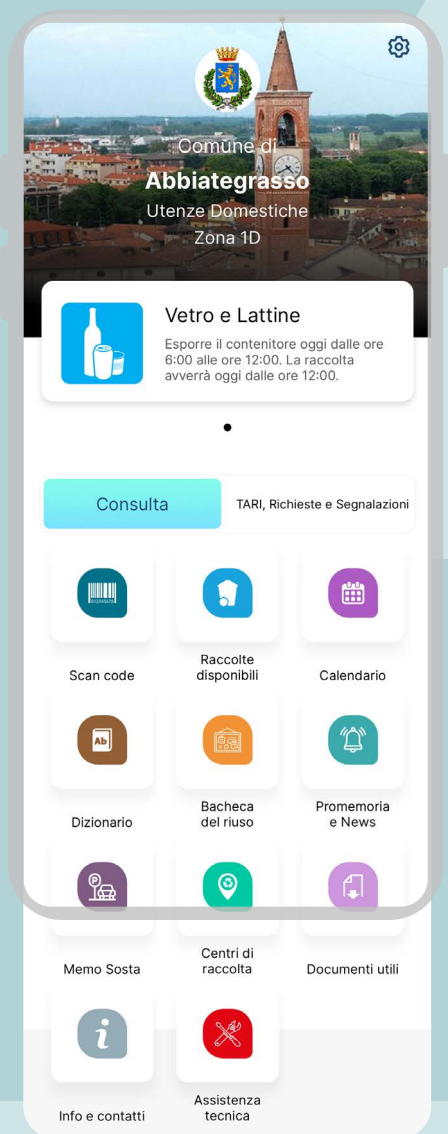 Comune di
Abbiategrasso
Utenze Domestiche
Zona 1D
Vetro e Lattine
Esporre il contenitore oggi dalle ore
6:00 alle ore 12:00. La raccolta
avverrà oggi dalle ore 12:00.
Consulta
TARI, Richieste e Segnalazioni
Scan code
Raccolte
disponibili
Calendario
Ab
Dizionario
Bacheca
del riuso
Promemoria
e News
P
Memo Sosta
Centri di
raccolta
Documenti utili
i
Info e contatti
Assistenza
tecnica